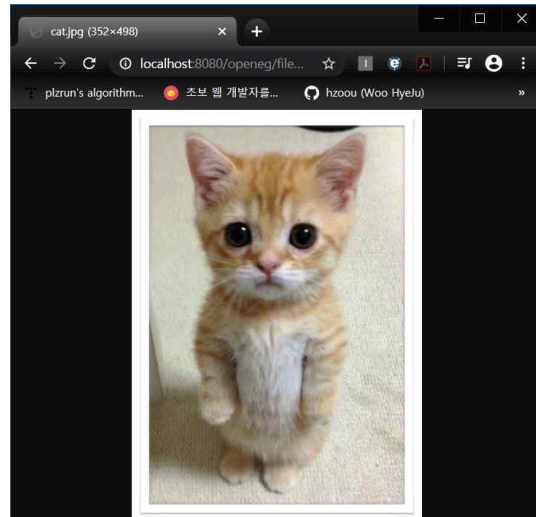 cat.jpg (352×498)
localhost:8080/openeg/file...
plzrun's algorithm... 초보 웹 개발자를... hzoou (Woo HyeJu)